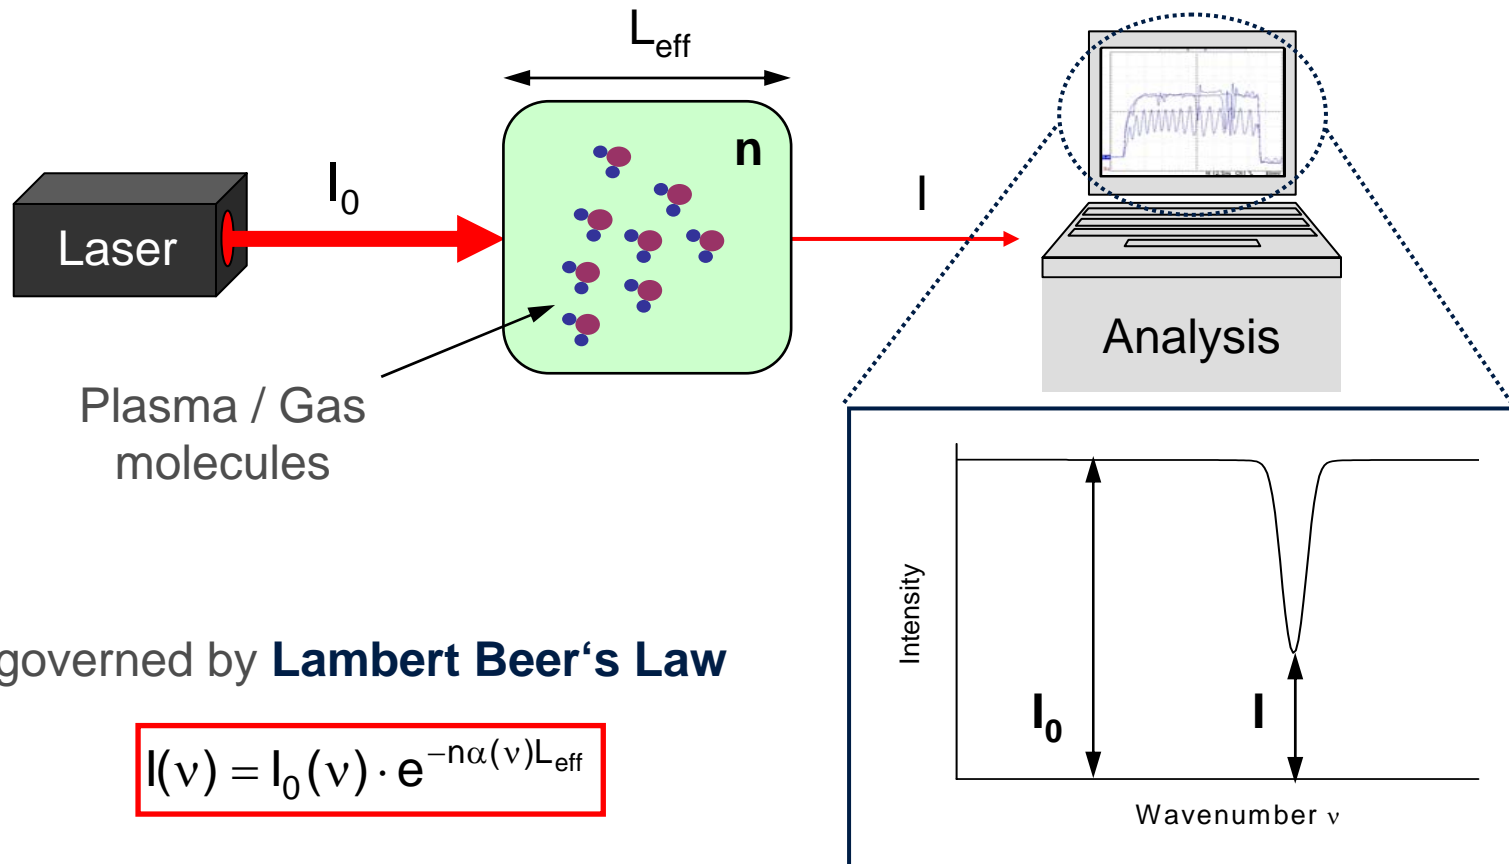 L_eff
n
I_0
I
Laser
Analysis
Plasma / Gas
molecules
governed by Lambert Beer‘s Law
I(ν) = I_0(ν) · e^{−nα(ν)L_eff}
Intensity
I_0
I
Wavenumber ν